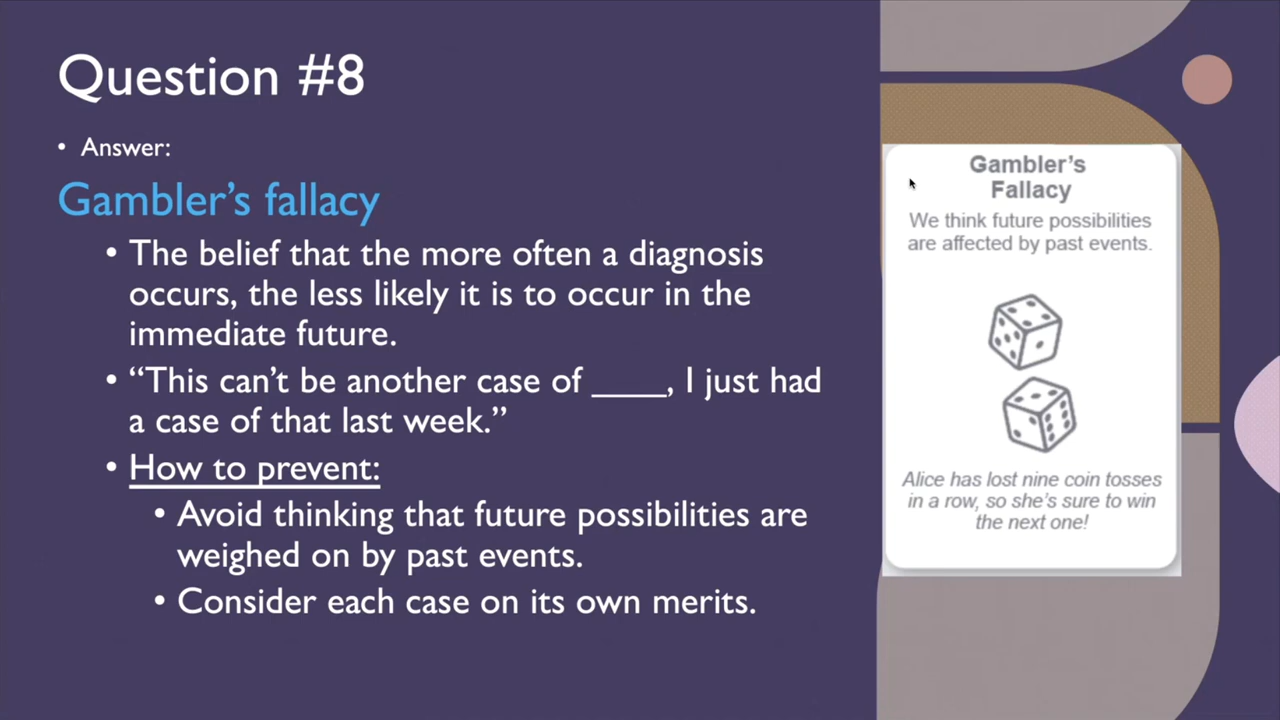 Question #8
• Answer:
Gambler’s fallacy
• The belief that the more often a diagnosis
occurs, the less likely it is to occur in the
immediate future.
• “This can’t be another case of ____, I just had
a case of that last week.”
• How to prevent:
• Avoid thinking that future possibilities are
weighed on by past events.
• Consider each case on its own merits.
Gambler’s
Fallacy
We think future possibilities
are affected by past events.
Alice has lost nine coin tosses
in a row, so she’s sure to win
the next one!